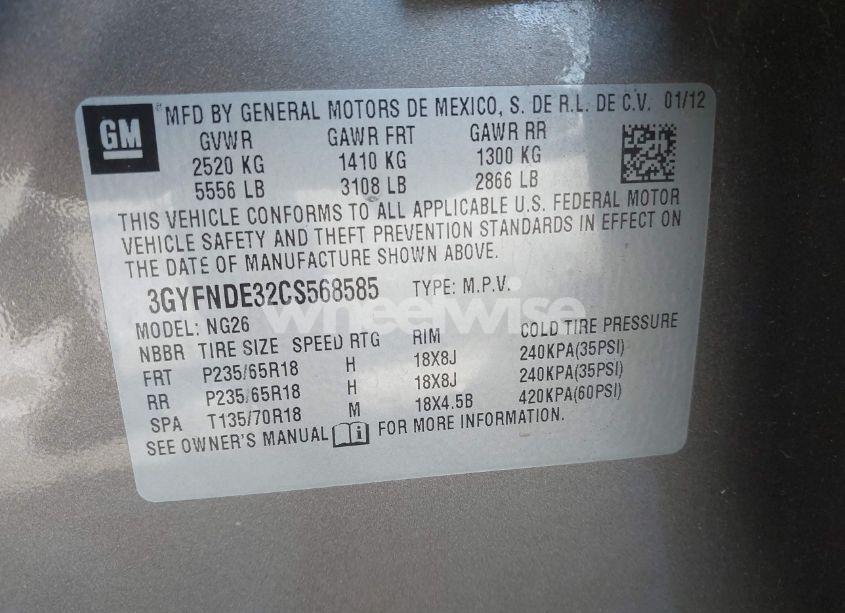 GM
MFD BY GENERAL MOTORS DE MEXICO, S. DE R.L. DE C.V. 01/12
GVWR GAWR FRT GAWR RR
2520 KG 1410 KG 1300 KG
5556 LB 3108 LB 2866 LB
THIS VEHICLE CONFORMS TO ALL APPLICABLE U.S. FEDERAL MOTOR
VEHICLE SAFETY AND THEFT PREVENTION STANDARDS IN EFFECT ON
THE DATE OF MANUFACTURE SHOWN ABOVE.
3GYFNDE32CS568585 TYPE: M.P.V.
wheelwise
MODEL: NG26
NBBR TIRE SIZE SPEED RTG RIM COLD TIRE PRESSURE
FRT P235/65R18 H 18X8J 240KPA(35PSI)
RR P235/65R18 H 18X8J 240KPA(35PSI)
SPA T135/70R18 M 18X4.5B 420KPA(60PSI)
SEE OWNER'S MANUAL FOR MORE INFORMATION.